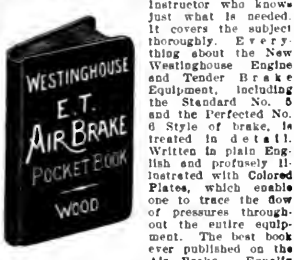 WESTINGHOUSE
E.T.
AIR BRAKE
POCKET BOOK
WOOD
Instructor who knows
just what is needed.
It covers the subject
thoroughly. Every-
thing about the New
Westinghouse Engine
and Tender Brake
Equipment, including
the Standard No. 5
and the Perfected No.
6 Style of brake, is
treated in detail.
Written in plain Eng-
lish and profusely il-
lustrated with Colored
Plates, which enable
one to trace the flow
of pressures through-
out the entire equip-
ment. The best book
ever published on the
Air Brake.